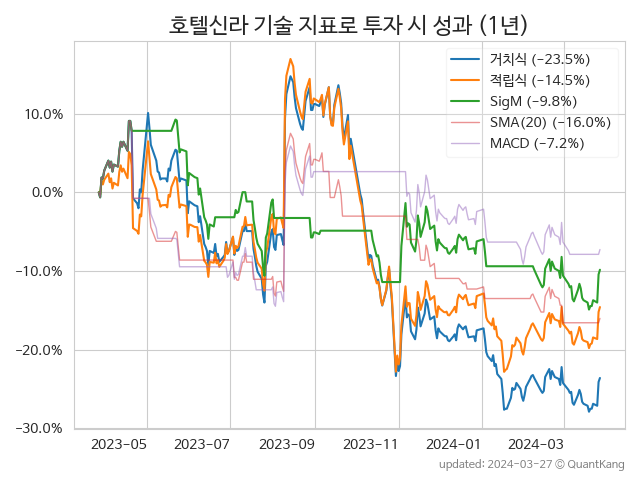 호텔신라 기술 지표로 투자 시 성과 (1년)
거치식 (−23.5%)
적립식 (−14.5%)
SigM (−9.8%)
SMA(20) (−16.0%)
MACD (−7.2%)
10.0%
0.0%
−10.0%
−20.0%
−30.0%
2023−05 2023−07 2023−09 2023−11 2024−01 2024−03
updated: 2024−03−27 © QuantKang